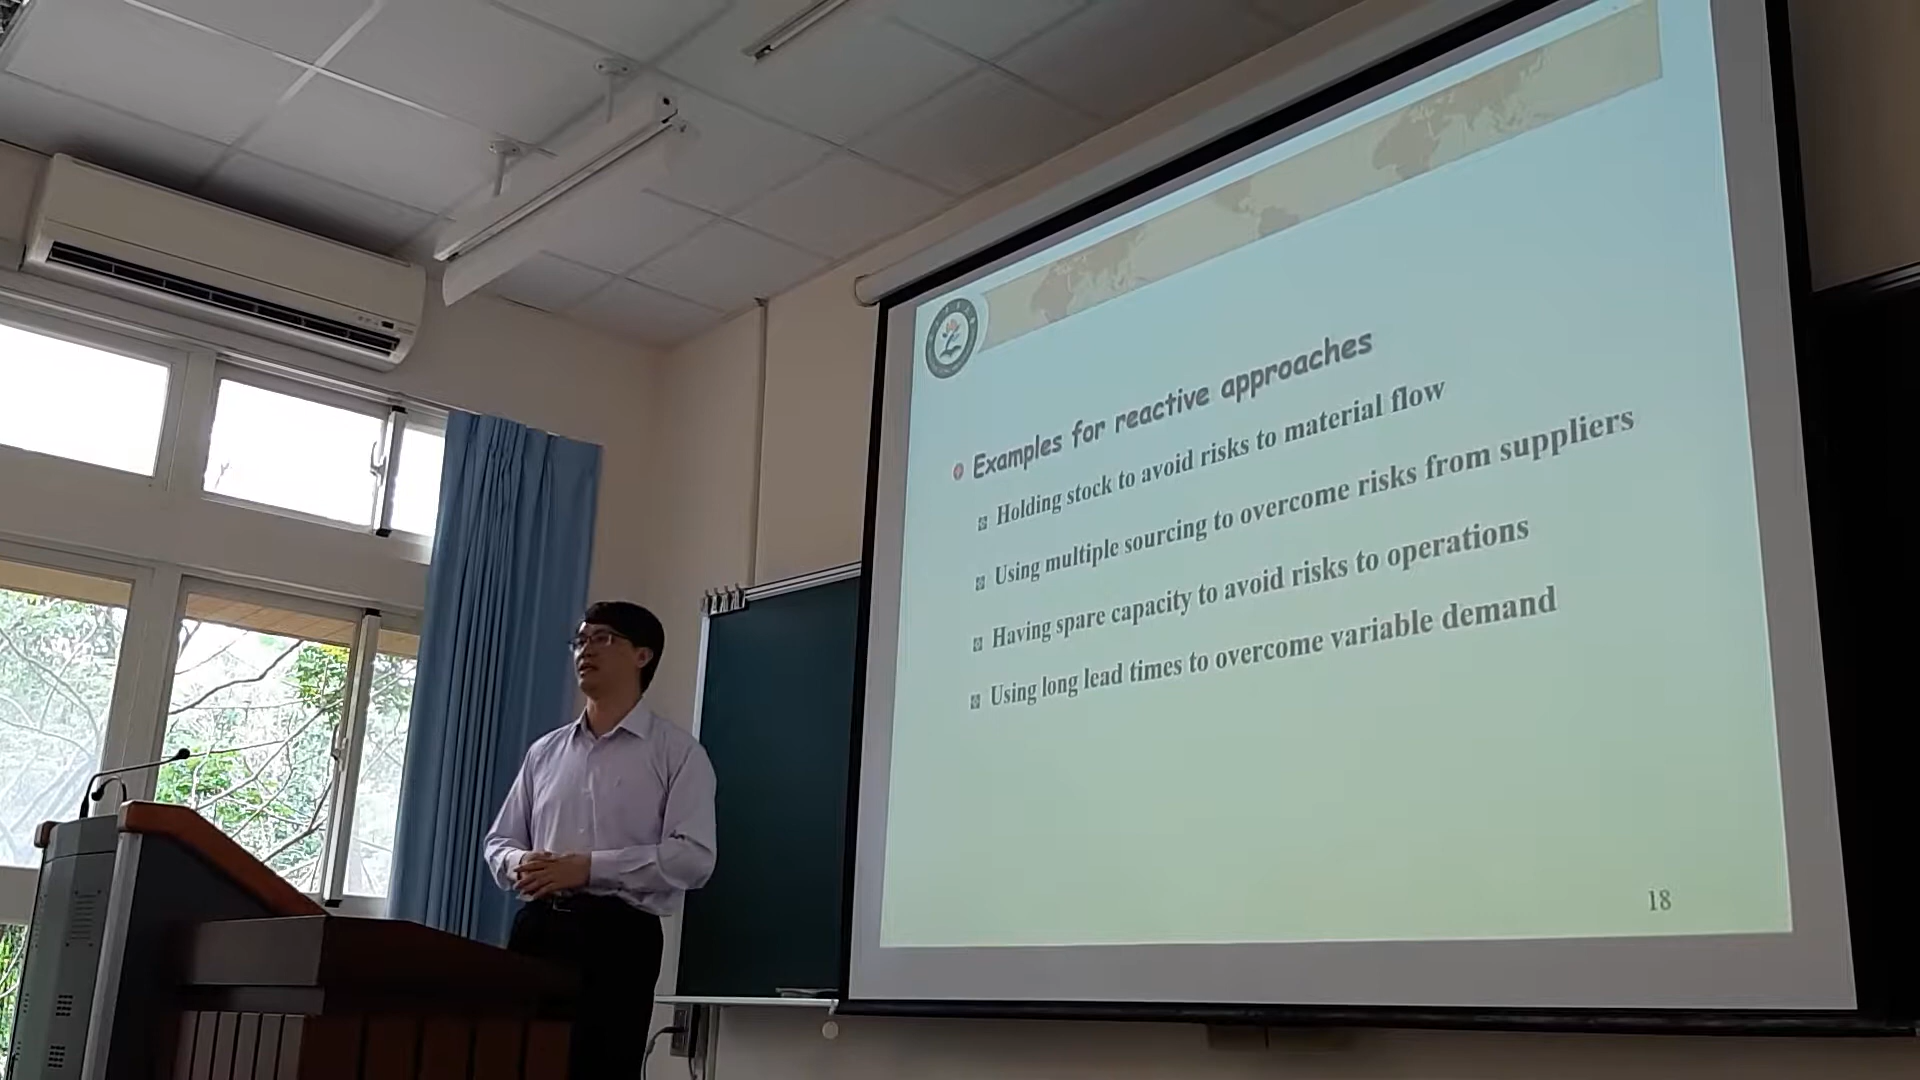 Examples for reactive approaches
Holding stock to avoid risks to material flow
Using multiple sourcing to overcome risks from suppliers
Having spare capacity to avoid risks to operations
Using long lead times to overcome variable demand
18